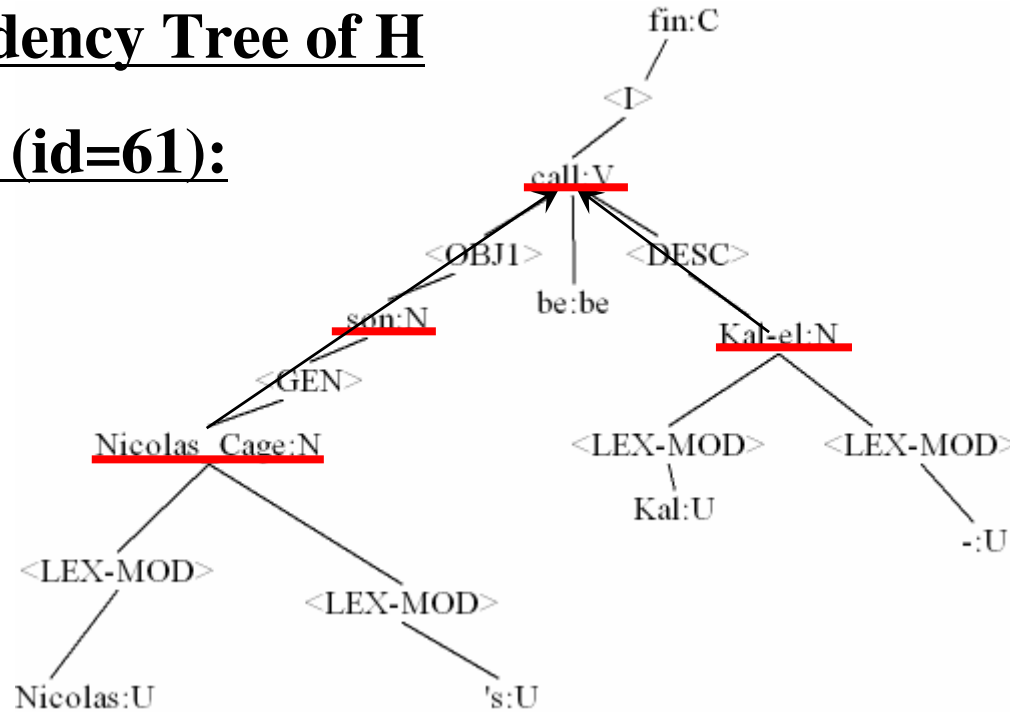 dency Tree of H
(id=61):
fin:C
<I>
call:V
<OBJ1> <DESC>
be:be
son:N
Kal-el:N
<GEN>
Nicolas_Cage:N
<LEX-MOD> <LEX-MOD>
Kal:U
-:U
<LEX-MOD>
<LEX-MOD>
Nicolas:U 's:U